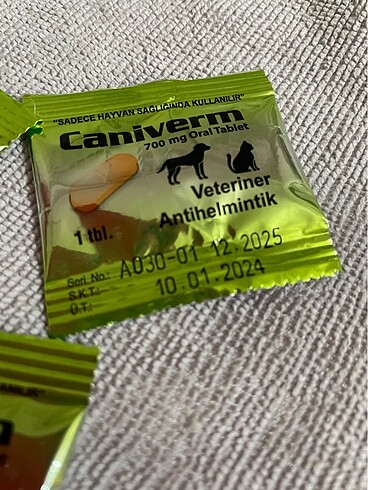 "SADECE HAYVAN SAĞLIĞINDA KULLANILIR"
Caniverm
700 mg Oral Tablet
Veteriner
Antihelmintik
1 tbl.
Seri No.: A030-01 12.2025
S.K.T.: 10.01.2024
Ü.T.:
ANILIR"